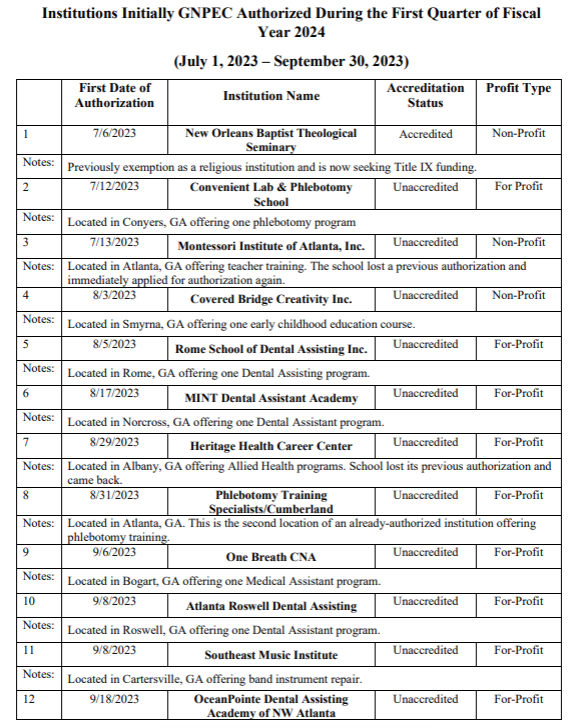 Institutions Initially GNPEC Authorized During the First Quarter of Fiscal
Year 2024
(July 1, 2023 – September 30, 2023)
First Date of Authorization Institution Name Accreditation Status Profit Type
1 7/6/2023 New Orleans Baptist Theological Seminary Accredited Non-Profit
Notes: Previously exemption as a religious institution and is now seeking Title IX funding.
2 7/12/2023 Convenient Lab & Phlebotomy School Unaccredited For Profit
Notes: Located in Conyers, GA offering one phlebotomy program
3 7/13/2023 Montessori Institute of Atlanta, Inc. Unaccredited Non-Profit
Notes: Located in Atlanta, GA offering teacher training. The school lost a previous authorization and
immediately applied for authorization again.
4 8/3/2023 Covered Bridge Creativity Inc. Unaccredited Non-Profit
Notes: Located in Smyrna, GA offering one early childhood education course.
5 8/5/2023 Rome School of Dental Assisting Inc. Unaccredited For-Profit
Notes: Located in Rome, GA offering one Dental Assisting program.
6 8/17/2023 MINT Dental Assistant Academy Unaccredited For-Profit
Notes: Located in Norcross, GA offering one Dental Assistant program.
7 8/29/2023 Heritage Health Career Center Unaccredited For-Profit
Notes: Located in Albany, GA offering Allied Health programs. School lost its previous authorization and
came back.
8 8/31/2023 Phlebotomy Training Specialists/Cumberland Unaccredited For-Profit
Notes: Located in Atlanta, GA. This is the second location of an already-authorized institution offering
phlebotomy training.
9 9/6/2023 One Breath CNA Unaccredited For-Profit
Notes: Located in Bogart, GA offering one Medical Assistant program.
10 9/8/2023 Atlanta Roswell Dental Assisting Unaccredited For-Profit
Notes: Located in Roswell, GA offering one Dental Assistant program.
11 9/8/2023 Southeast Music Institute Unaccredited For-Profit
Notes: Located in Cartersville, GA offering band instrument repair.
12 9/18/2023 OceanPointe Dental Assisting Academy of NW Atlanta Unaccredited For-Profit